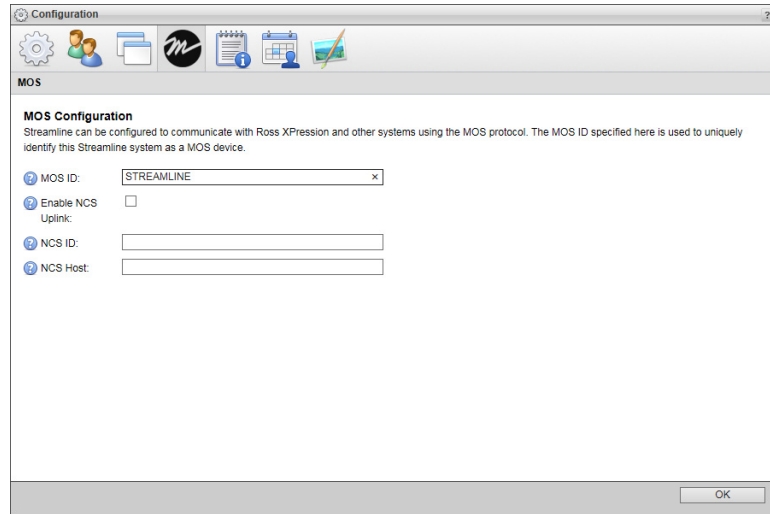 Configuration
?
MOS
MOS Configuration
Streamline can be configured to communicate with Ross XPression and other systems using the MOS protocol. The MOS ID specified here is used to uniquely
identify this Streamline system as a MOS device.
? MOS ID: STREAMLINE ×
? Enable NCS
Uplink:
? NCS ID:
? NCS Host:
OK